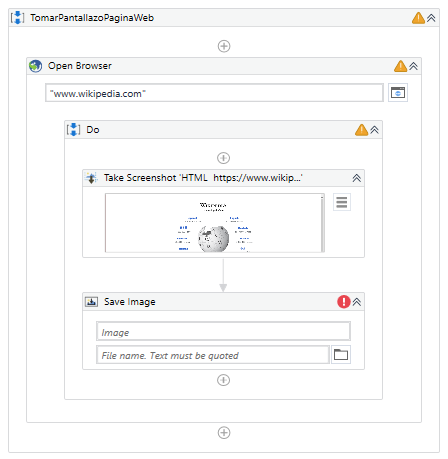 TomarPantallazoPaginaWeb
Open Browser
"www.wikipedia.com"
Do
Take Screenshot 'HTML  https://www.wikip...'
Save Image
Image
File name. Text must be quoted